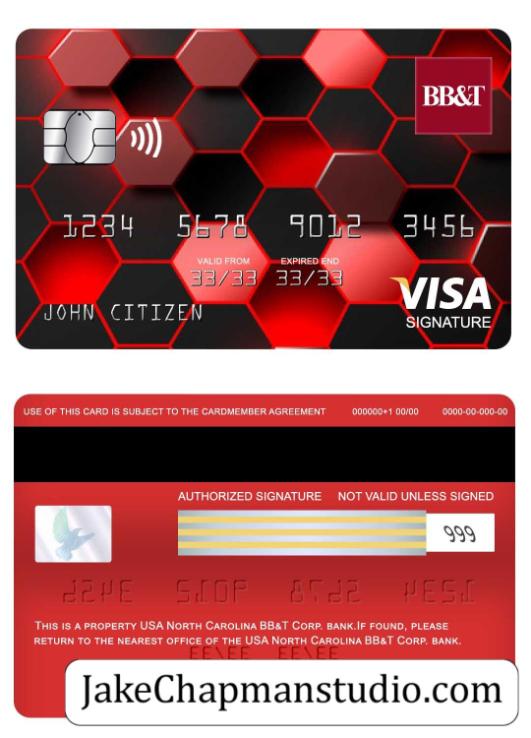 BB&T
1234 5678 9012 3456
VALID FROM EXPIRED END
33/33 33/33
JOHN CITIZEN
VISA
SIGNATURE
USE OF THIS CARD IS SUBJECT TO THE CARDMEMBER AGREEMENT 000000+1 00/00 0000-00-000-00
AUTHORIZED SIGNATURE NOT VALID UNLESS SIGNED
999
THIS IS A PROPERTY USA NORTH CAROLINA BB&T CORP. BANK.IF FOUND, PLEASE
RETURN TO THE NEAREST OFFICE OF THE USA NORTH CAROLINA BB&T CORP. BANK.
JakeChapmanstudio.com